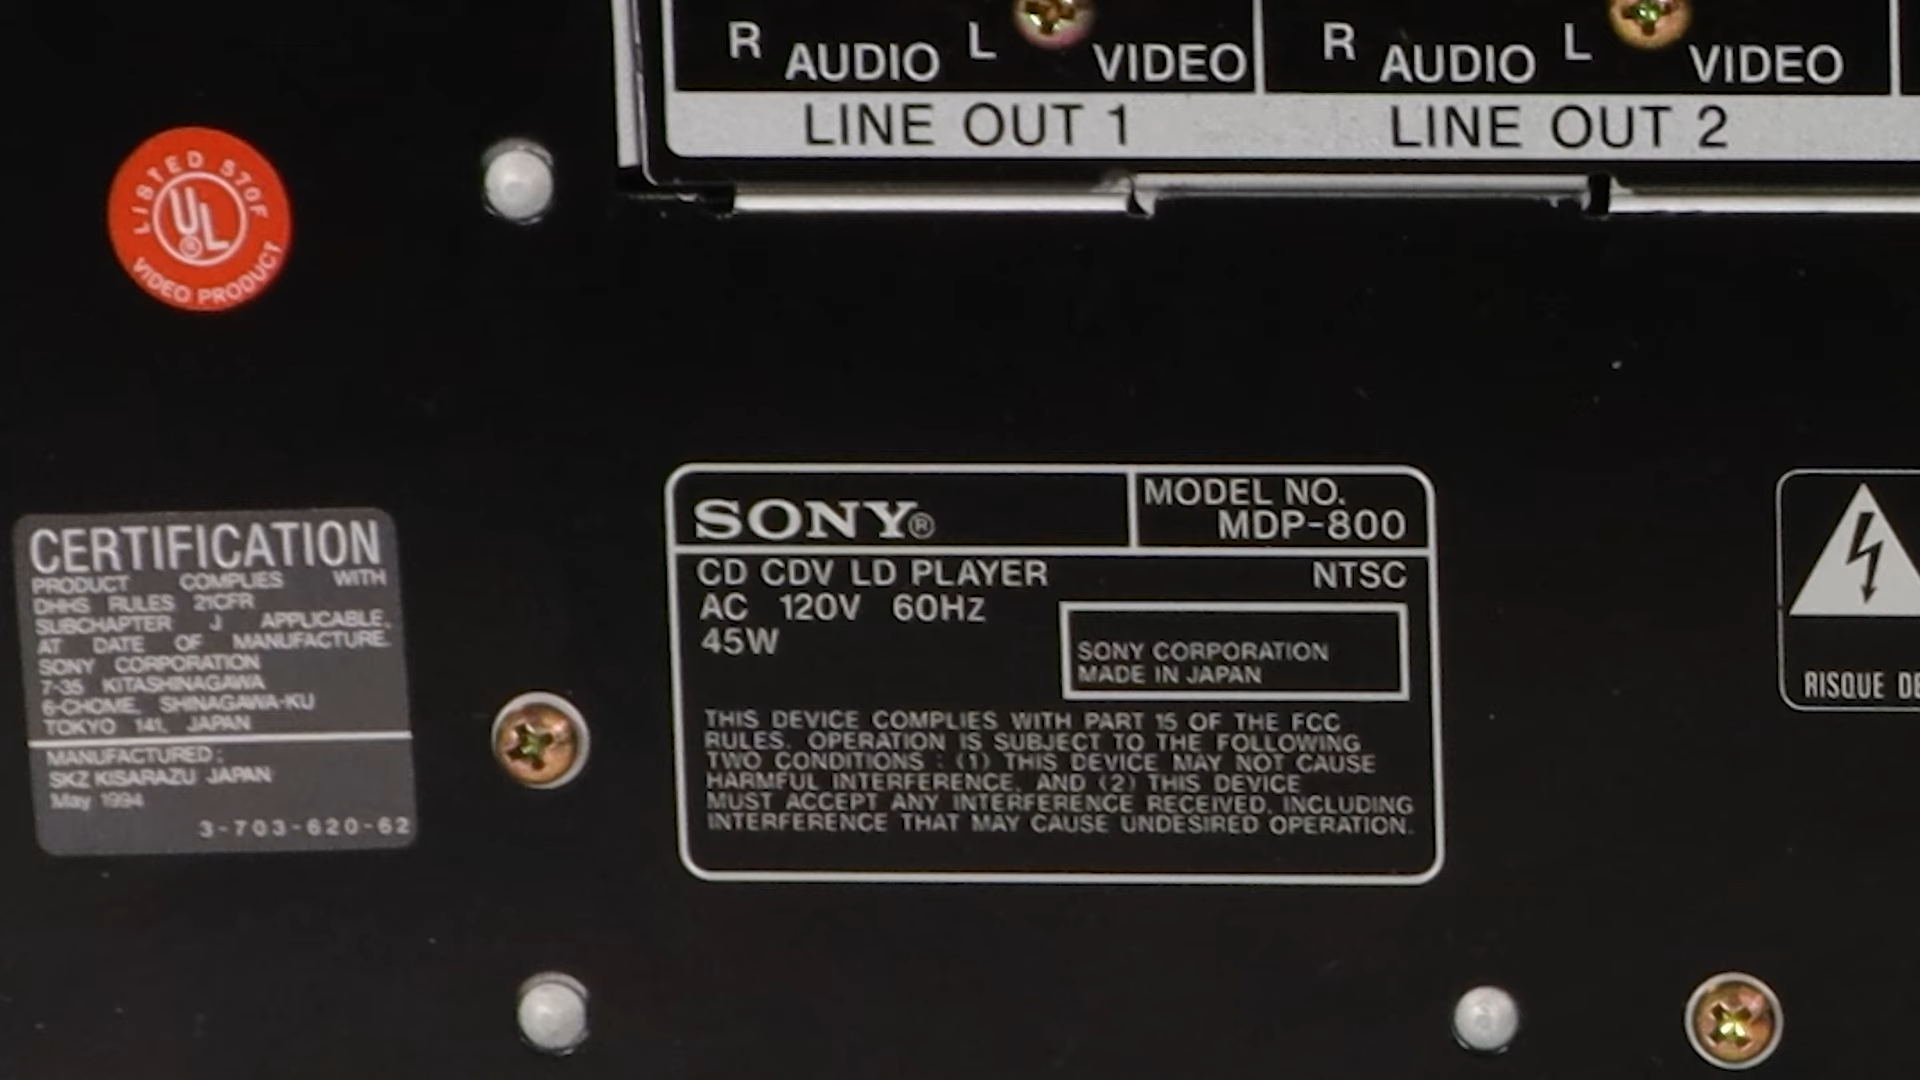 R AUDIO L VIDEO
LINE OUT 1
R AUDIO L VIDEO
LINE OUT 2
LISTED 570F
UL®
VIDEO PRODUCT
CERTIFICATION
PRODUCT COMPLIES WITH
DHHS RULES 21CFR
SUBCHAPTER J APPLICABLE,
AT DATE OF MANUFACTURE.
SONY CORPORATION
7-35 KITASHINAGAWA
6-CHOME, SHINAGAWA-KU
TOKYO 141, JAPAN
MANUFACTURED:
SKZ KISARAZU JAPAN
May 1994
3-703-620-62
SONY®
MODEL NO.
MDP-800
CD CDV LD PLAYER NTSC
AC 120V 60HZ
45W
SONY CORPORATION
MADE IN JAPAN
THIS DEVICE COMPLIES WITH PART 15 OF THE FCC
RULES. OPERATION IS SUBJECT TO THE FOLLOWING
TWO CONDITIONS : (1) THIS DEVICE MAY NOT CAUSE
HARMFUL INTERFERENCE, AND (2) THIS DEVICE
MUST ACCEPT ANY INTERFERENCE RECEIVED, INCLUDING
INTERFERENCE THAT MAY CAUSE UNDESIRED OPERATION.
RISQUE DE